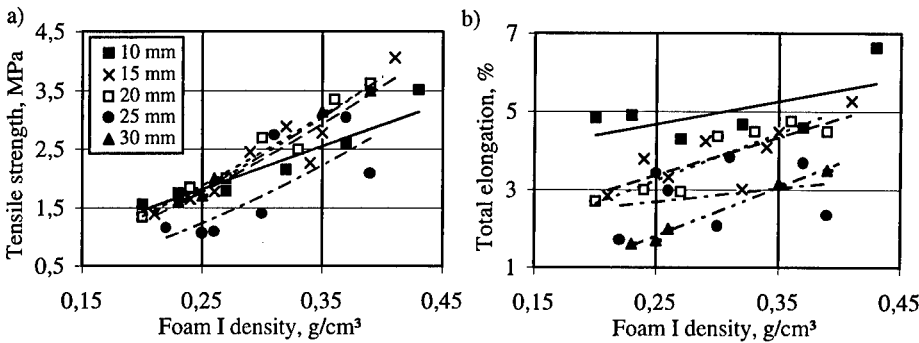 a)
Tensile strength, MPa
4,5
3,5
2,5
1,5
0,5
10 mm
15 mm
20 mm
25 mm
30 mm
0,15
0,25
0,35
0,45
Foam I density, g/cm³
b)
Total elongation, %
7
5
3
1
0,15
0,25
0,35
0,45
Foam I density, g/cm³